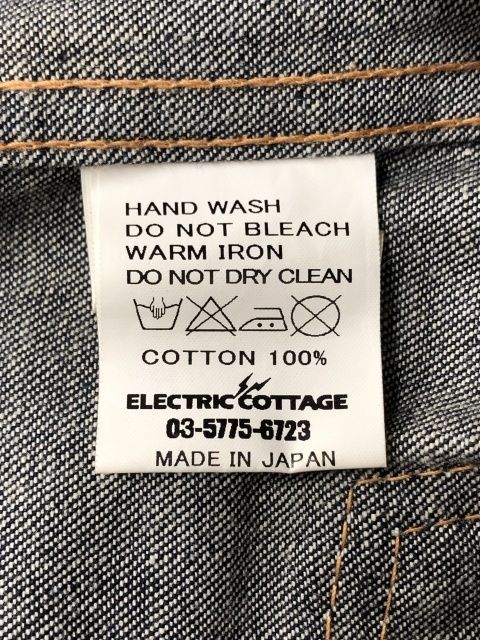 HAND WASH
DO NOT BLEACH
WARM IRON
DO NOT DRY CLEAN
COTTON 100%
ELECTRIC COTTAGE
03-5775-6723
MADE IN JAPAN